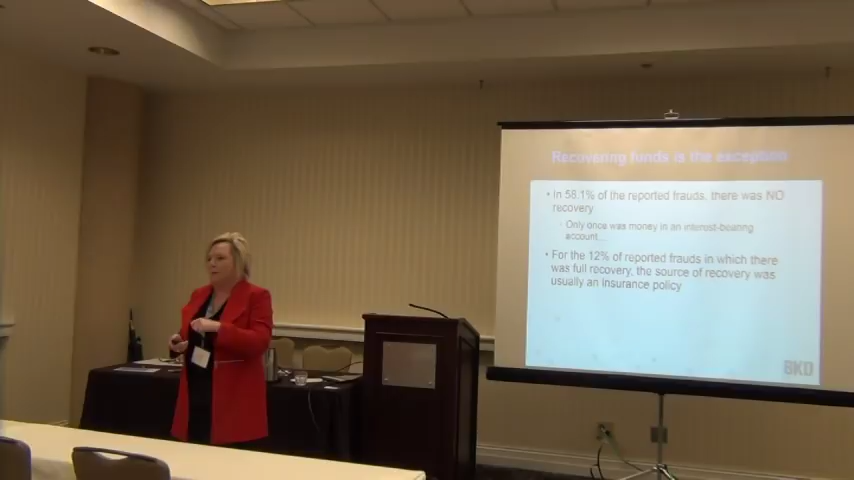 Recovering funds is the exception
• In 58.1% of the reported frauds, there was NO
recovery
Only once was money in an interest-bearing
account...
• For the 12% of reported frauds in which there
was full recovery, the source of recovery was
usually an insurance policy
BKD